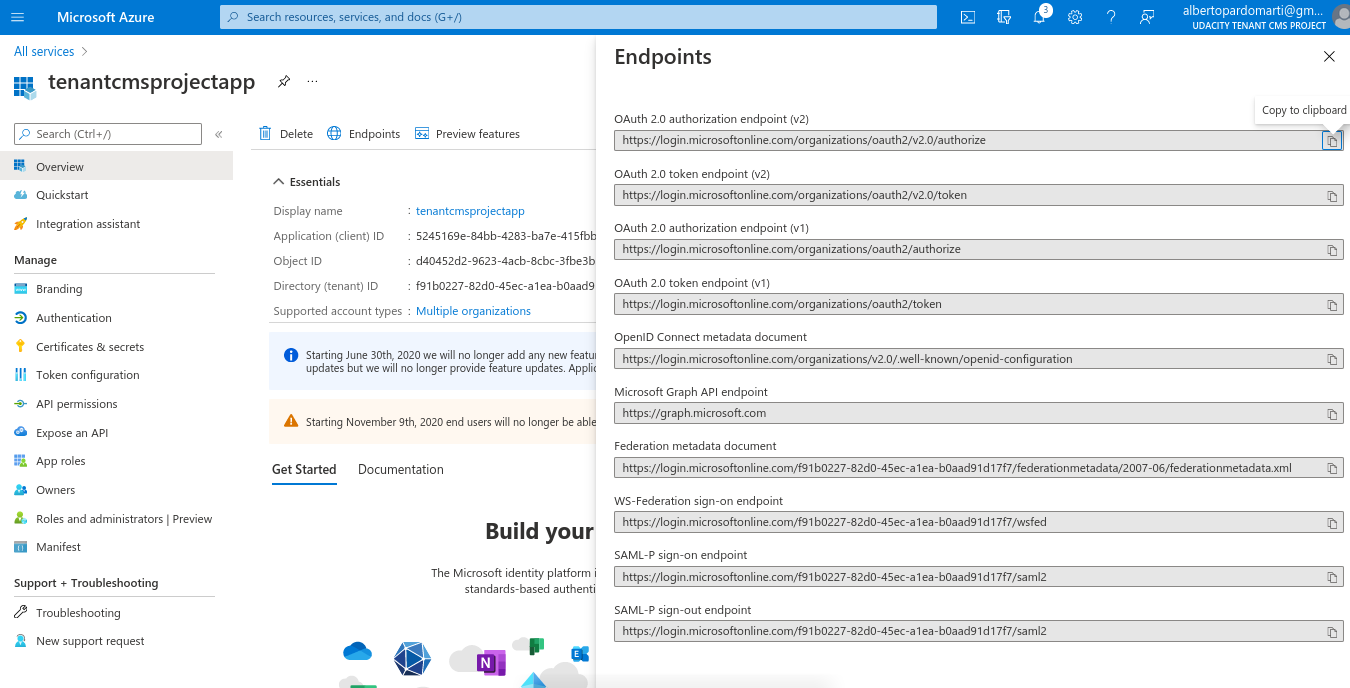 Microsoft Azure
Search resources, services, and docs (G+/)
3
?
albertopardomarti@gm...
UDACITY TENANT CMS PROJECT
All services
tenantcmsprojectapp
...
Search (Ctrl+/)
«
Overview
Quickstart
Integration assistant
Manage
Branding
Authentication
Certificates & secrets
Token configuration
API permissions
Expose an API
App roles
Owners
Roles and administrators | Preview
Manifest
Support + Troubleshooting
Troubleshooting
New support request
Delete
Endpoints
Preview features
Essentials
Display name : tenantcmsprojectapp
Application (client) ID : 5245169e-84bb-4283-ba7e-415fbb
Object ID : d40452d2-9623-4acb-8cbc-3fbe3b
Directory (tenant) ID : f91b0227-82d0-45ec-a1ea-b0aad9
Supported account types : Multiple organizations
Starting June 30th, 2020 we will no longer add any new featur
updates but we will no longer provide feature updates. Applic
Starting November 9th, 2020 end users will no longer be able
Get Started
Documentation
Build your
The Microsoft identity platform i
standards-based authenti
N
E
Endpoints
Copy to clipboard
OAuth 2.0 authorization endpoint (v2)
https://login.microsoftonline.com/organizations/oauth2/v2.0/authorize
OAuth 2.0 token endpoint (v2)
https://login.microsoftonline.com/organizations/oauth2/v2.0/token
OAuth 2.0 authorization endpoint (v1)
https://login.microsoftonline.com/organizations/oauth2/authorize
OAuth 2.0 token endpoint (v1)
https://login.microsoftonline.com/organizations/oauth2/token
OpenID Connect metadata document
https://login.microsoftonline.com/organizations/v2.0/.well-known/openid-configuration
Microsoft Graph API endpoint
https://graph.microsoft.com
Federation metadata document
https://login.microsoftonline.com/f91b0227-82d0-45ec-a1ea-b0aad91d17f7/federationmetadata/2007-06/federationmetadata.xml
WS-Federation sign-on endpoint
https://login.microsoftonline.com/f91b0227-82d0-45ec-a1ea-b0aad91d17f7/wsfed
SAML-P sign-on endpoint
https://login.microsoftonline.com/f91b0227-82d0-45ec-a1ea-b0aad91d17f7/saml2
SAML-P sign-out endpoint
https://login.microsoftonline.com/f91b0227-82d0-45ec-a1ea-b0aad91d17f7/saml2